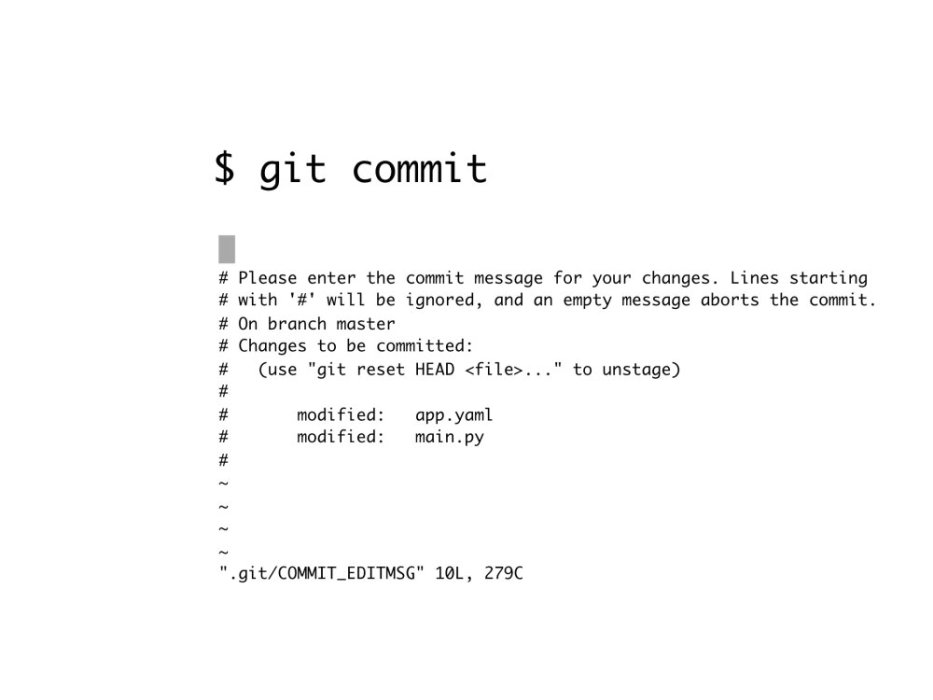 $ git commit
# Please enter the commit message for your changes. Lines starting
# with '#' will be ignored, and an empty message aborts the commit.
# On branch master
# Changes to be committed:
#   (use "git reset HEAD <file>..." to unstage)
#
#       modified:   app.yaml
#       modified:   main.py
#
~
~
~
~
".git/COMMIT_EDITMSG" 10L, 279C